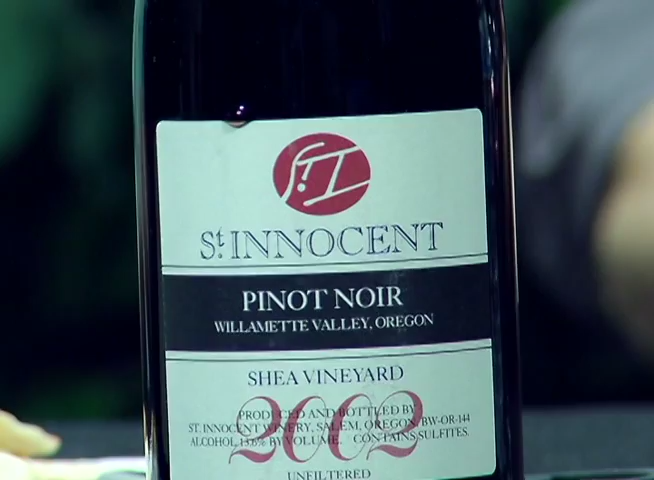 St. I
St. INNOCENT
PINOT NOIR
WILLAMETTE VALLEY, OREGON
SHEA VINEYARD
2002
PRODUCED AND BOTTLED BY
ST. INNOCENT WINERY, SALEM, OREGON, BW-OR-144
ALCOHOL 13.6% BY VOLUME. CONTAINS SULFITES.
UNFILTERED